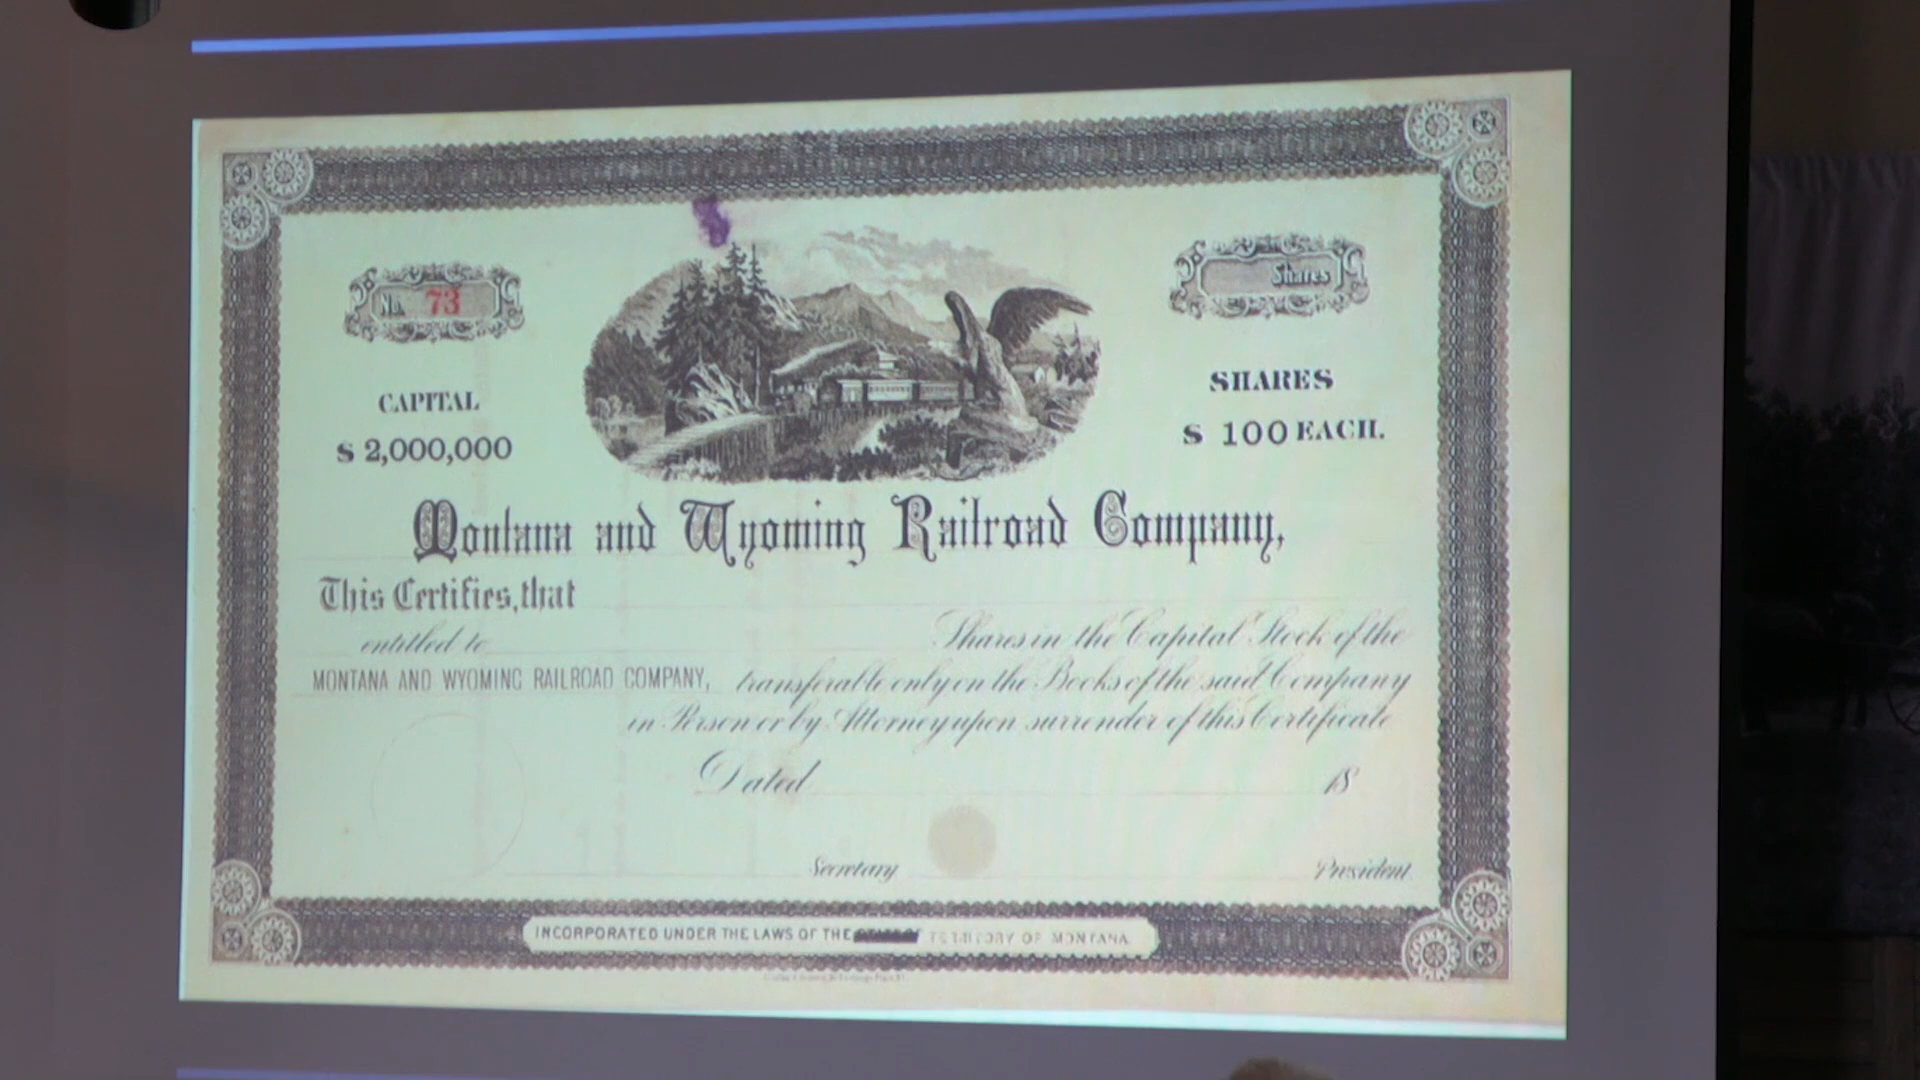 No. 73
Shares
CAPITAL
$ 2,000,000
SHARES
$ 100 EACH.
Montana and Wyoming Railroad Company,
This Certifies, that
entitled to Shares in the Capital Stock of the
MONTANA AND WYOMING RAILROAD COMPANY, transferable only on the Books of the said Company
in Person or by Attorney upon surrender of this Certificate
Dated 18
Secretary President.
INCORPORATED UNDER THE LAWS OF THE TERRITORY OF MONTANA.